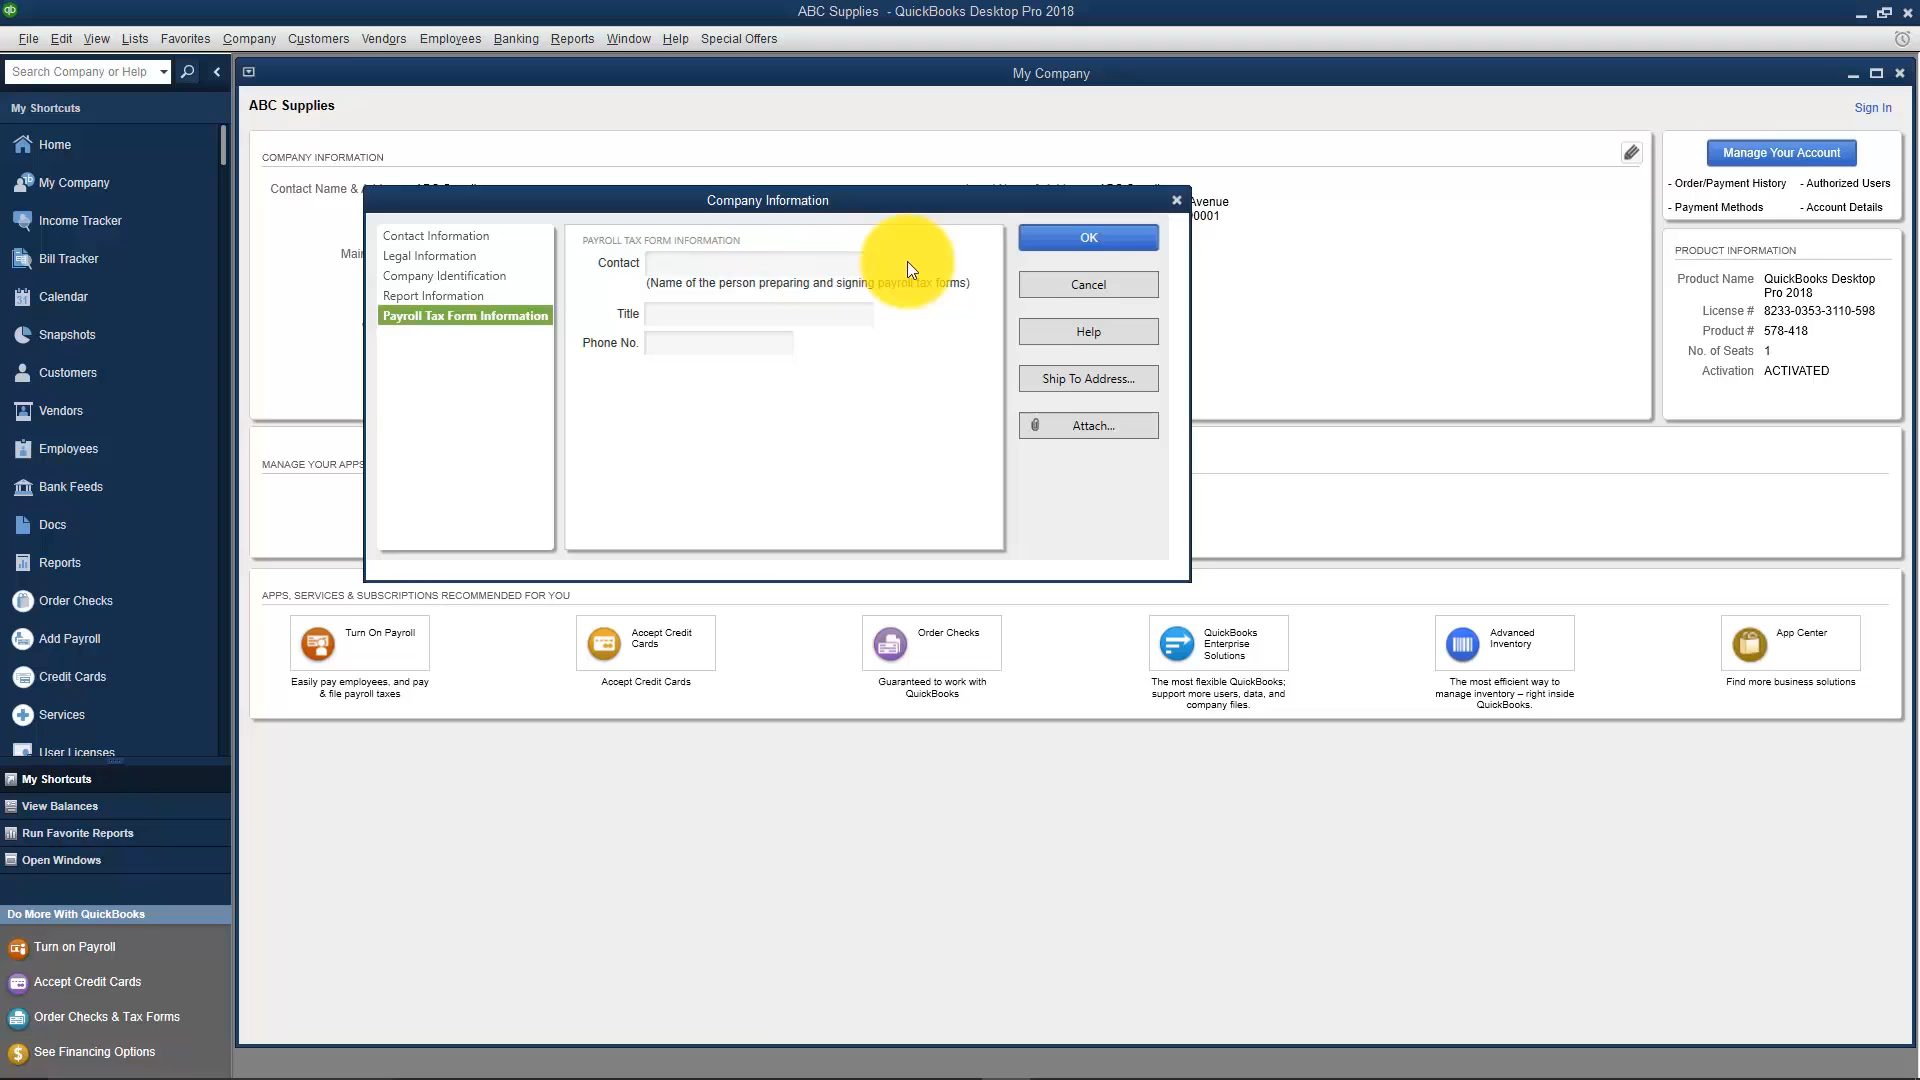 ABC Supplies - QuickBooks Desktop Pro 2018
File Edit View Lists Favorites Company Customers Vendors Employees Banking Reports Window Help Special Offers
Search Company or Help
My Company
My Shortcuts
Home
My Company
Income Tracker
Bill Tracker
Calendar
Snapshots
Customers
Vendors
Employees
Bank Feeds
Docs
Reports
Order Checks
Add Payroll
Credit Cards
Services
User Licenses
My Shortcuts
View Balances
Run Favorite Reports
Open Windows
Do More With QuickBooks
Turn on Payroll
Accept Credit Cards
Order Checks & Tax Forms
See Financing Options
ABC Supplies
Sign In
COMPANY INFORMATION
Contact Name &
Avenue
Company Information
Contact Information
Legal Information
Company Identification
Report Information
Payroll Tax Form Information
PAYROLL TAX FORM INFORMATION
Contact
(Name of the person preparing and signing payroll tax forms)
Title
Phone No.
OK
Cancel
Help
Ship To Address...
Attach...
Manage Your Account
- Order/Payment History - Authorized Users
- Payment Methods - Account Details
PRODUCT INFORMATION
Product Name QuickBooks Desktop
Pro 2018
License # 8233-0353-3110-598
Product # 578-418
No. of Seats 1
Activation ACTIVATED
MANAGE YOUR APPS
APPS, SERVICES & SUBSCRIPTIONS RECOMMENDED FOR YOU
Turn On Payroll
Easily pay employees, and pay
& file payroll taxes
Accept Credit
Cards
Accept Credit Cards
Order Checks
Guaranteed to work with
QuickBooks
QuickBooks
Enterprise
Solutions
The most flexible QuickBooks;
support more users, data, and
company files.
Advanced
Inventory
The most efficient way to
manage inventory – right inside
QuickBooks.
App Center
Find more business solutions